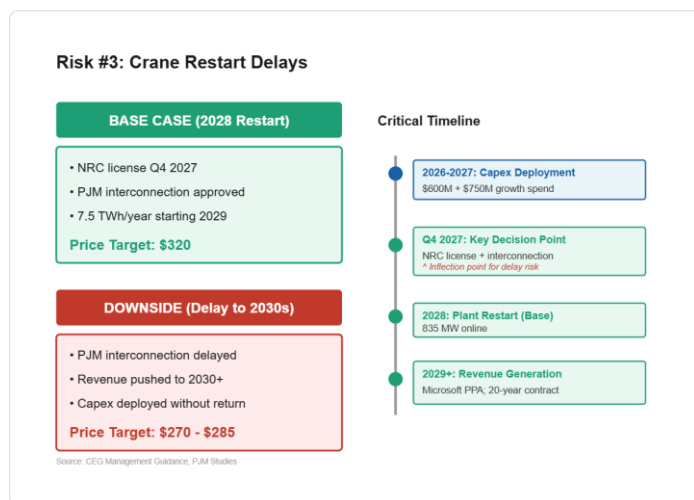 Risk #3: Crane Restart Delays
BASE CASE (2028 Restart)
• NRC license Q4 2027
• PJM interconnection approved
• 7.5 TWh/year starting 2029
Price Target: $320
DOWNSIDE (Delay to 2030s)
• PJM interconnection delayed
• Revenue pushed to 2030+
• Capex deployed without return
Price Target: $270 - $285
Source: CEG Management Guidance, PJM Studies
Critical Timeline
2026-2027: Capex Deployment
$600M + $750M growth spend
Q4 2027: Key Decision Point
NRC license + interconnection
^ Inflection point for delay risk
2028: Plant Restart (Base)
835 MW online
2029+: Revenue Generation
Microsoft PPA; 20-year contract